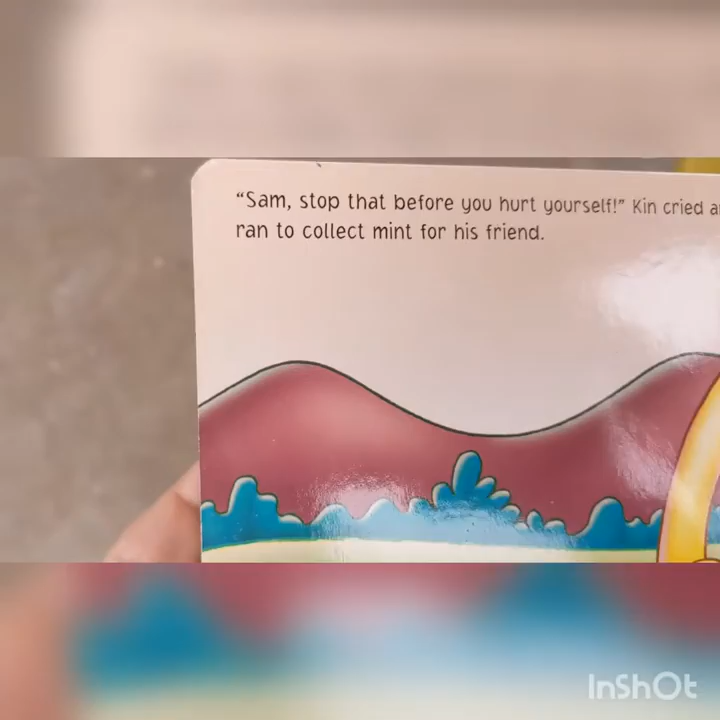 “Sam, stop that before you hurt yourself!” Kin cried
ran to collect mint for his friend.
InShOt